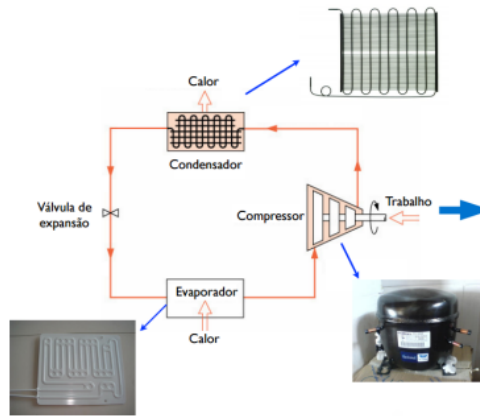 Calor
Condensador
Válvula de
expansão
Compressor
Trabalho
Evaporador
Calor